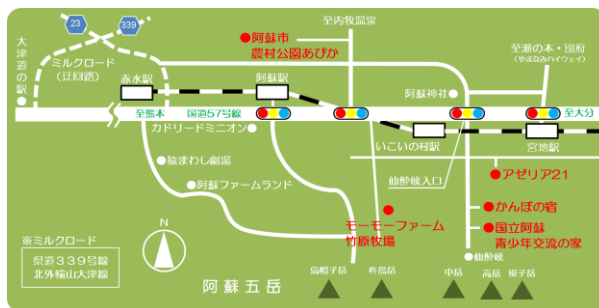 23
339
大津道の駅
ミルクロード
(迂回路)
至内牧温泉
阿蘇市
農村公園あぴか
至瀬の本・別府
(やまなみハイウェイ)
赤水駅
阿蘇駅
阿蘇神社
至熊本
国道57号線
至大分
カドリードミニオン
いこいの村駅
宮地駅
猿まわし劇場
仙酔峡入口
アゼリア21
阿蘇ファームランド
モーモーファーム
竹原牧場
かんぽの宿
国立阿蘇
青少年交流の家
仙酔峡
N
※ミルクロード
県道339号線
北外輪山大津線
阿蘇五岳
烏帽子岳
杵島岳
中岳
高岳
根子岳